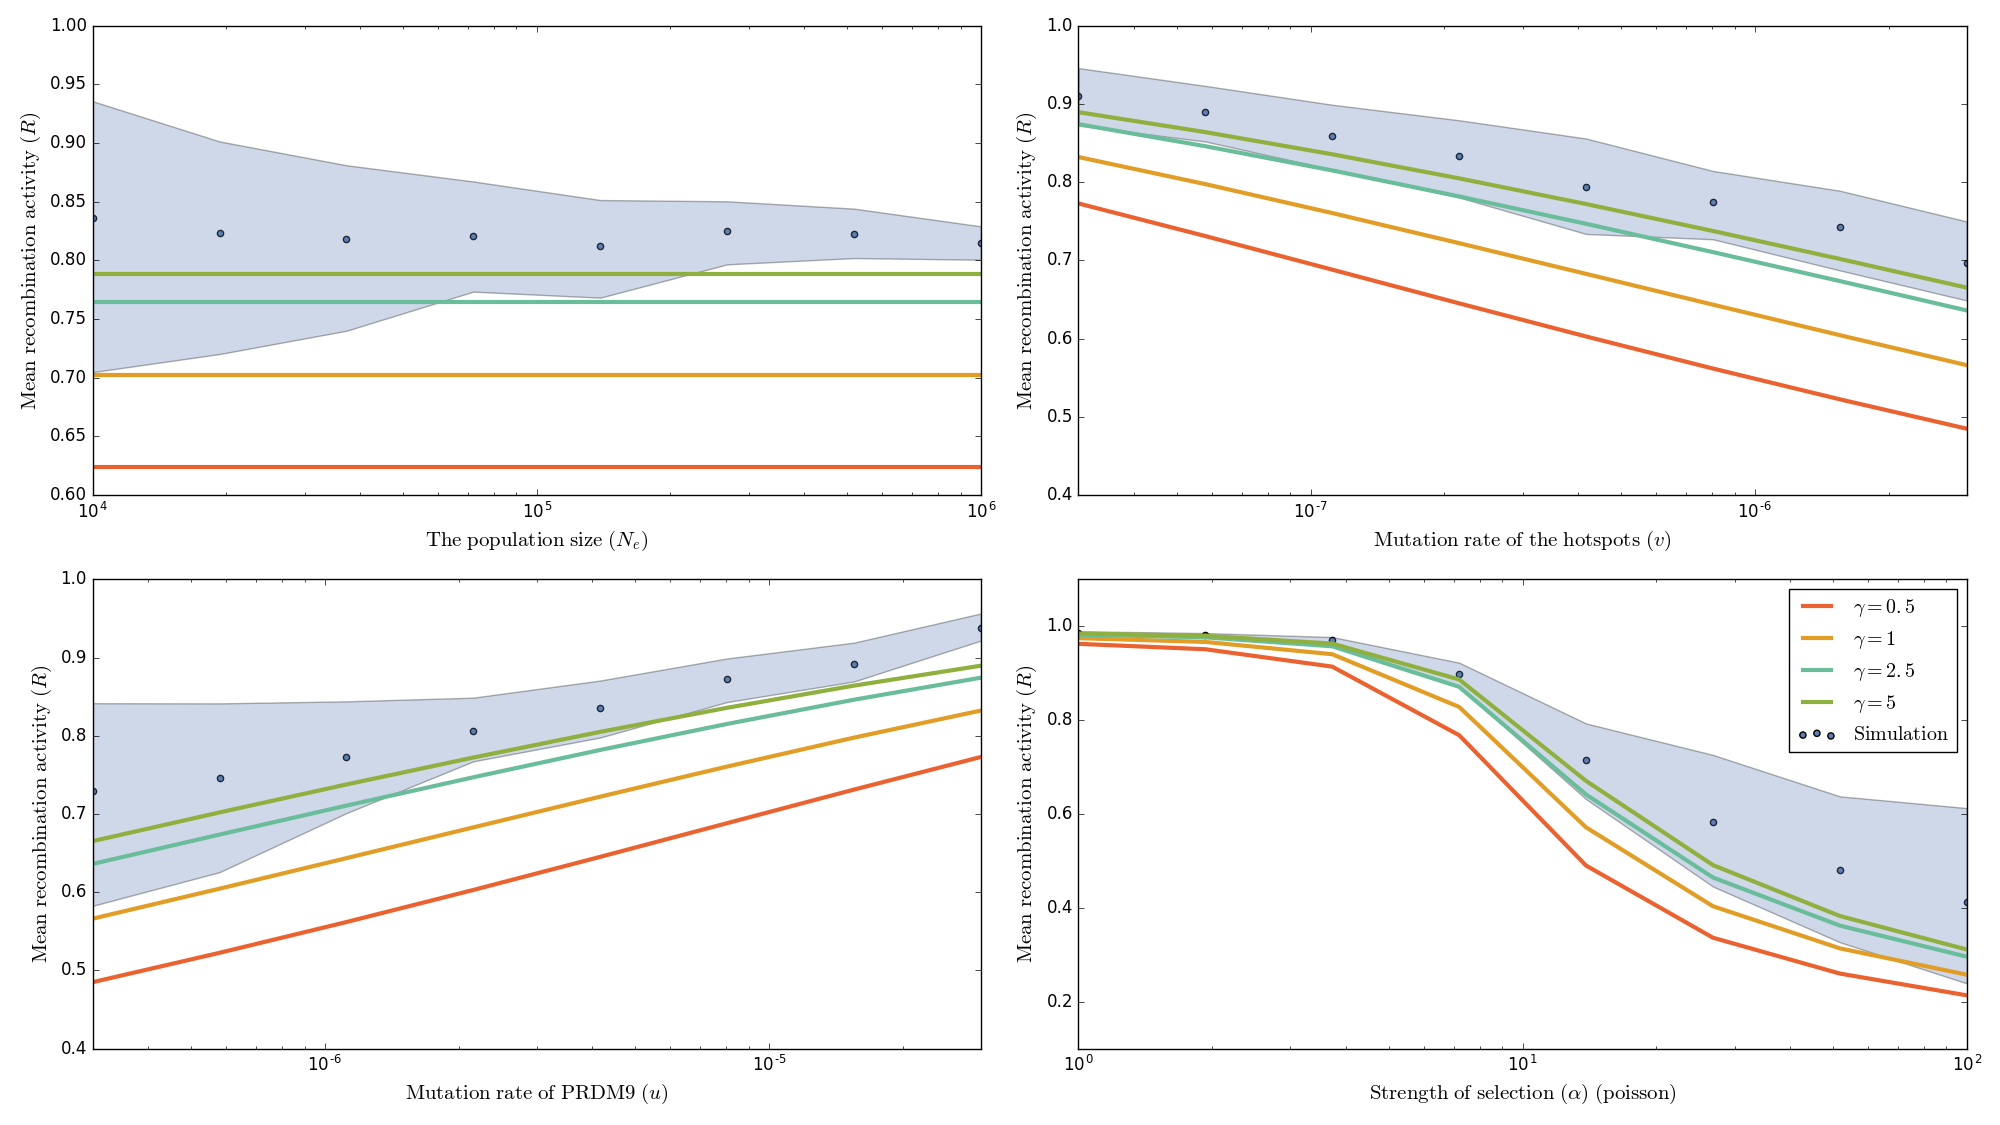 Mean recombination activity (R)
1.00
0.95
0.90
0.85
0.80
0.75
0.70
0.65
0.60
10^4
10^5
10^6
The population size (N_e)
Mean recombination activity (R)
1.0
0.9
0.8
0.7
0.6
0.5
0.4
10^-7
10^-6
Mutation rate of the hotspots (v)
Mean recombination activity (R)
1.0
0.9
0.8
0.7
0.6
0.5
0.4
10^-6
10^-5
Mutation rate of PRDM9 (u)
Mean recombination activity (R)
1.0
0.8
0.6
0.4
0.2
10^0
10^1
10^2
Strength of selection (α) (poisson)
γ = 0.5
γ = 1
γ = 2.5
γ = 5
Simulation